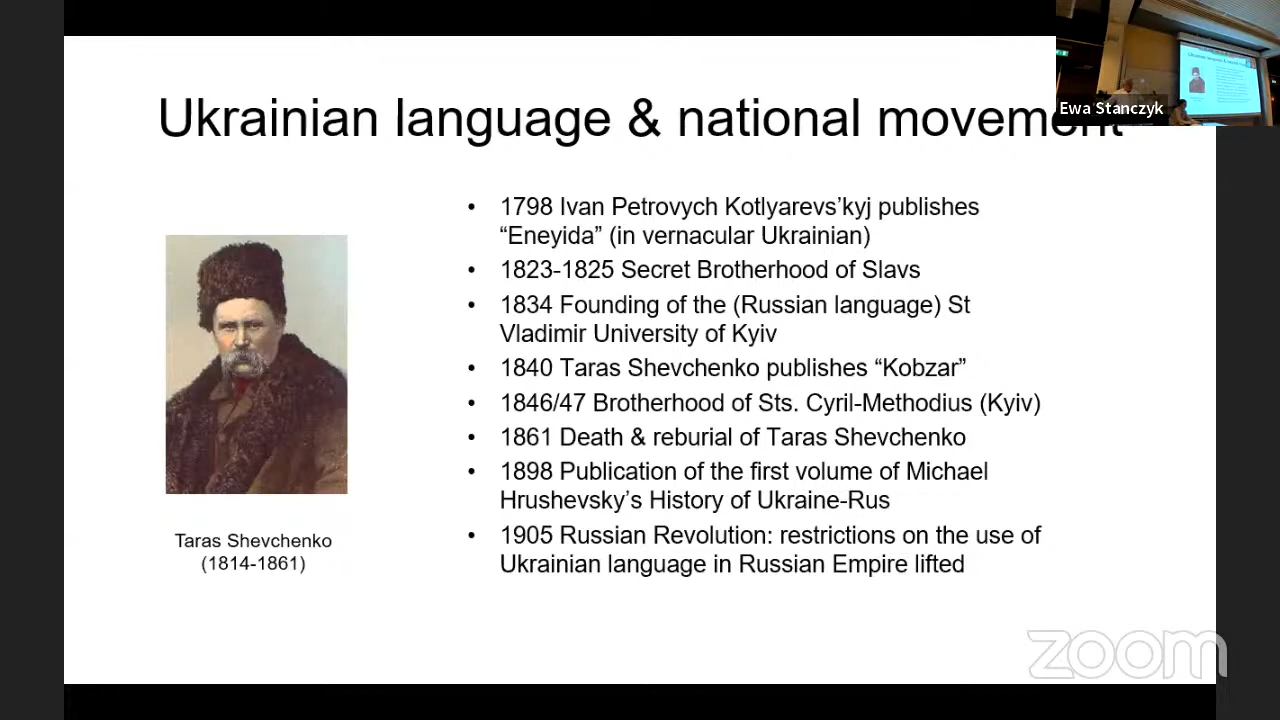 Ukrainian language & national movement
Ewa Stanczyk
• 1798 Ivan Petrovych Kotlyarevs’kyj publishes
“Eneyida” (in vernacular Ukrainian)
• 1823-1825 Secret Brotherhood of Slavs
• 1834 Founding of the (Russian language) St
Vladimir University of Kyiv
• 1840 Taras Shevchenko publishes “Kobzar”
• 1846/47 Brotherhood of Sts. Cyril-Methodius (Kyiv)
• 1861 Death & reburial of Taras Shevchenko
• 1898 Publication of the first volume of Michael
Hrushevsky’s History of Ukraine-Rus
• 1905 Russian Revolution: restrictions on the use of
Ukrainian language in Russian Empire lifted
Taras Shevchenko
(1814-1861)
zoom